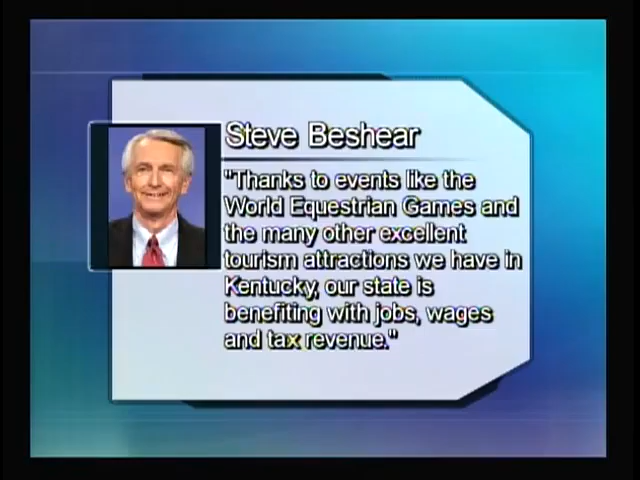 Steve Beshear
"Thanks to events like the
World Equestrian Games and
the many other excellent
tourism attractions we have in
Kentucky, our state is
benefiting with jobs, wages
and tax revenue."